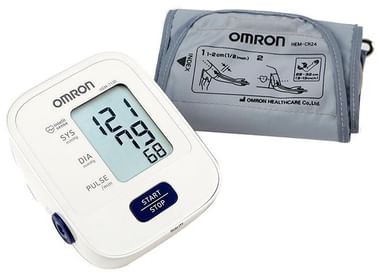 OMRON
HEM-CR24
INDEX
1 1-2cm (1/2 inch)
2
OMRON HEALTHCARE Co., Ltd.
OMRON
SYS
mmHg
121
DIA
mmHg
79
PULSE
/min
68
START
STOP